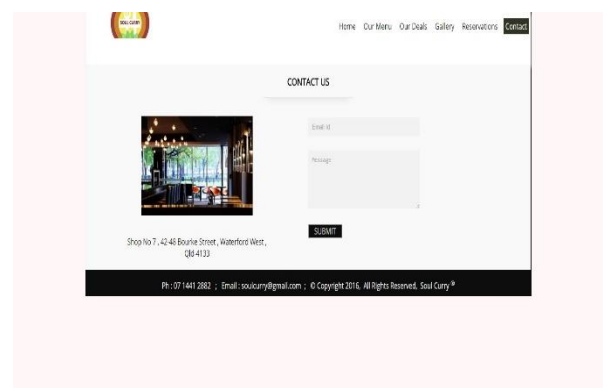 SOUL CURRY
Home Our Menu Our Deals Gallery Reservations Contact
CONTACT US
Email Id
Message
SUBMIT
Shop No 7 , 42-48 Bourke Street , Waterford West ,
Qld-4133
Ph : 07 1441 2882 ; Email : soulcurry@gmail.com ; © Copyright 2016, All Rights Reserved, Soul Curry ®